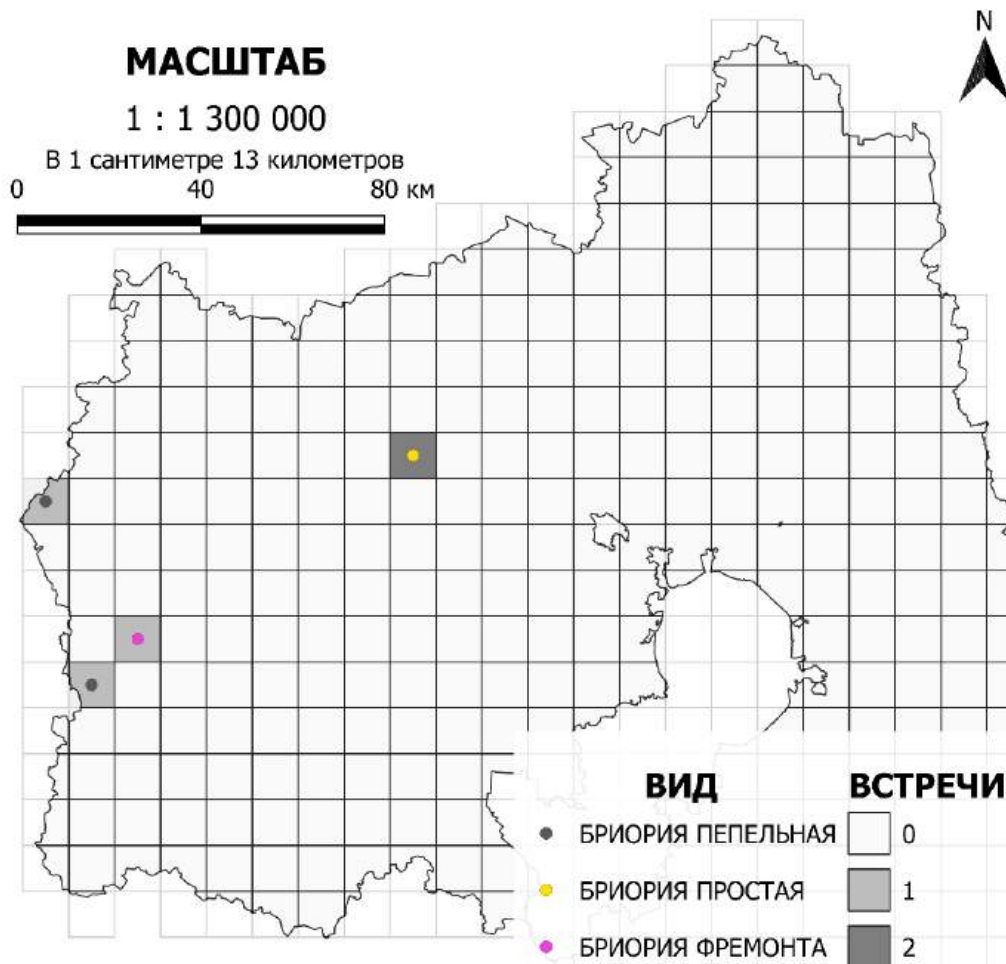 N
МАСШТАБ
1 : 1 300 000
В 1 сантиметре 13 километров
0 40 80 км
ВИД ВСТРЕЧИ
БРИОРИЯ ПЕПЕЛЬНАЯ 0
БРИОРИЯ ПРОСТАЯ 1
БРИОРИЯ ФРЕМОНТА 2